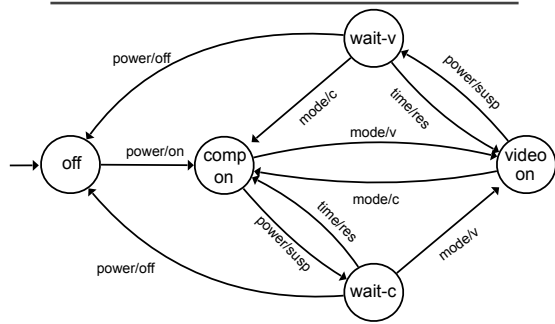 wait-v
power/off
power/susp
time/res
mode/c
mode/v
off
power/on
comp
on
video
on
mode/c
time/res
power/susp
mode/v
power/off
wait-c